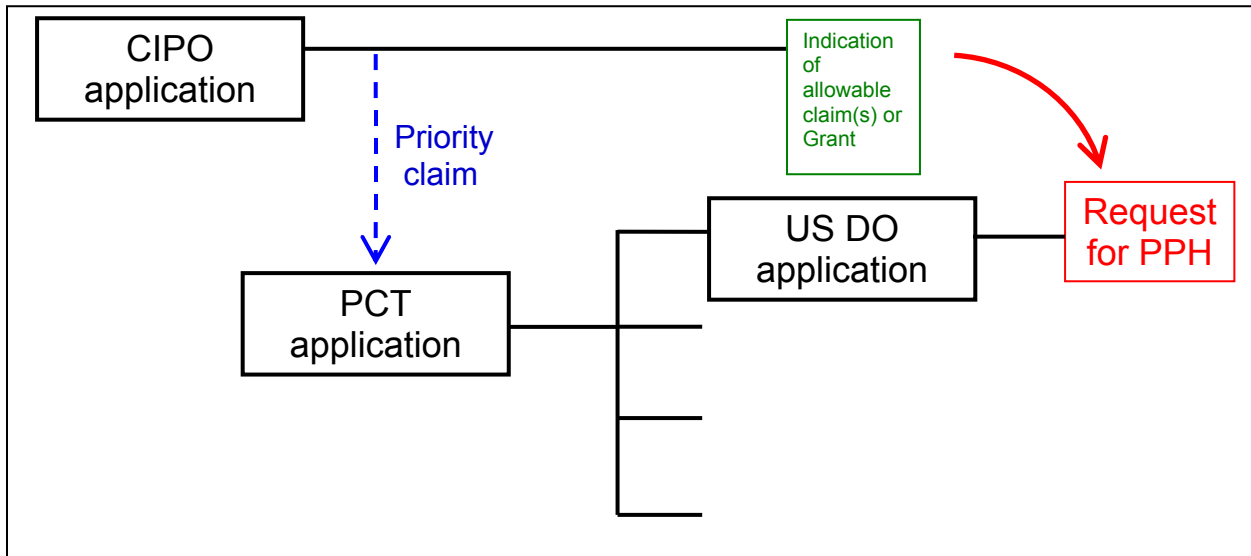 CIPO
application
Indication
of
allowable
claim(s) or
Grant
Priority
claim
US DO
application
Request
for PPH
PCT
application